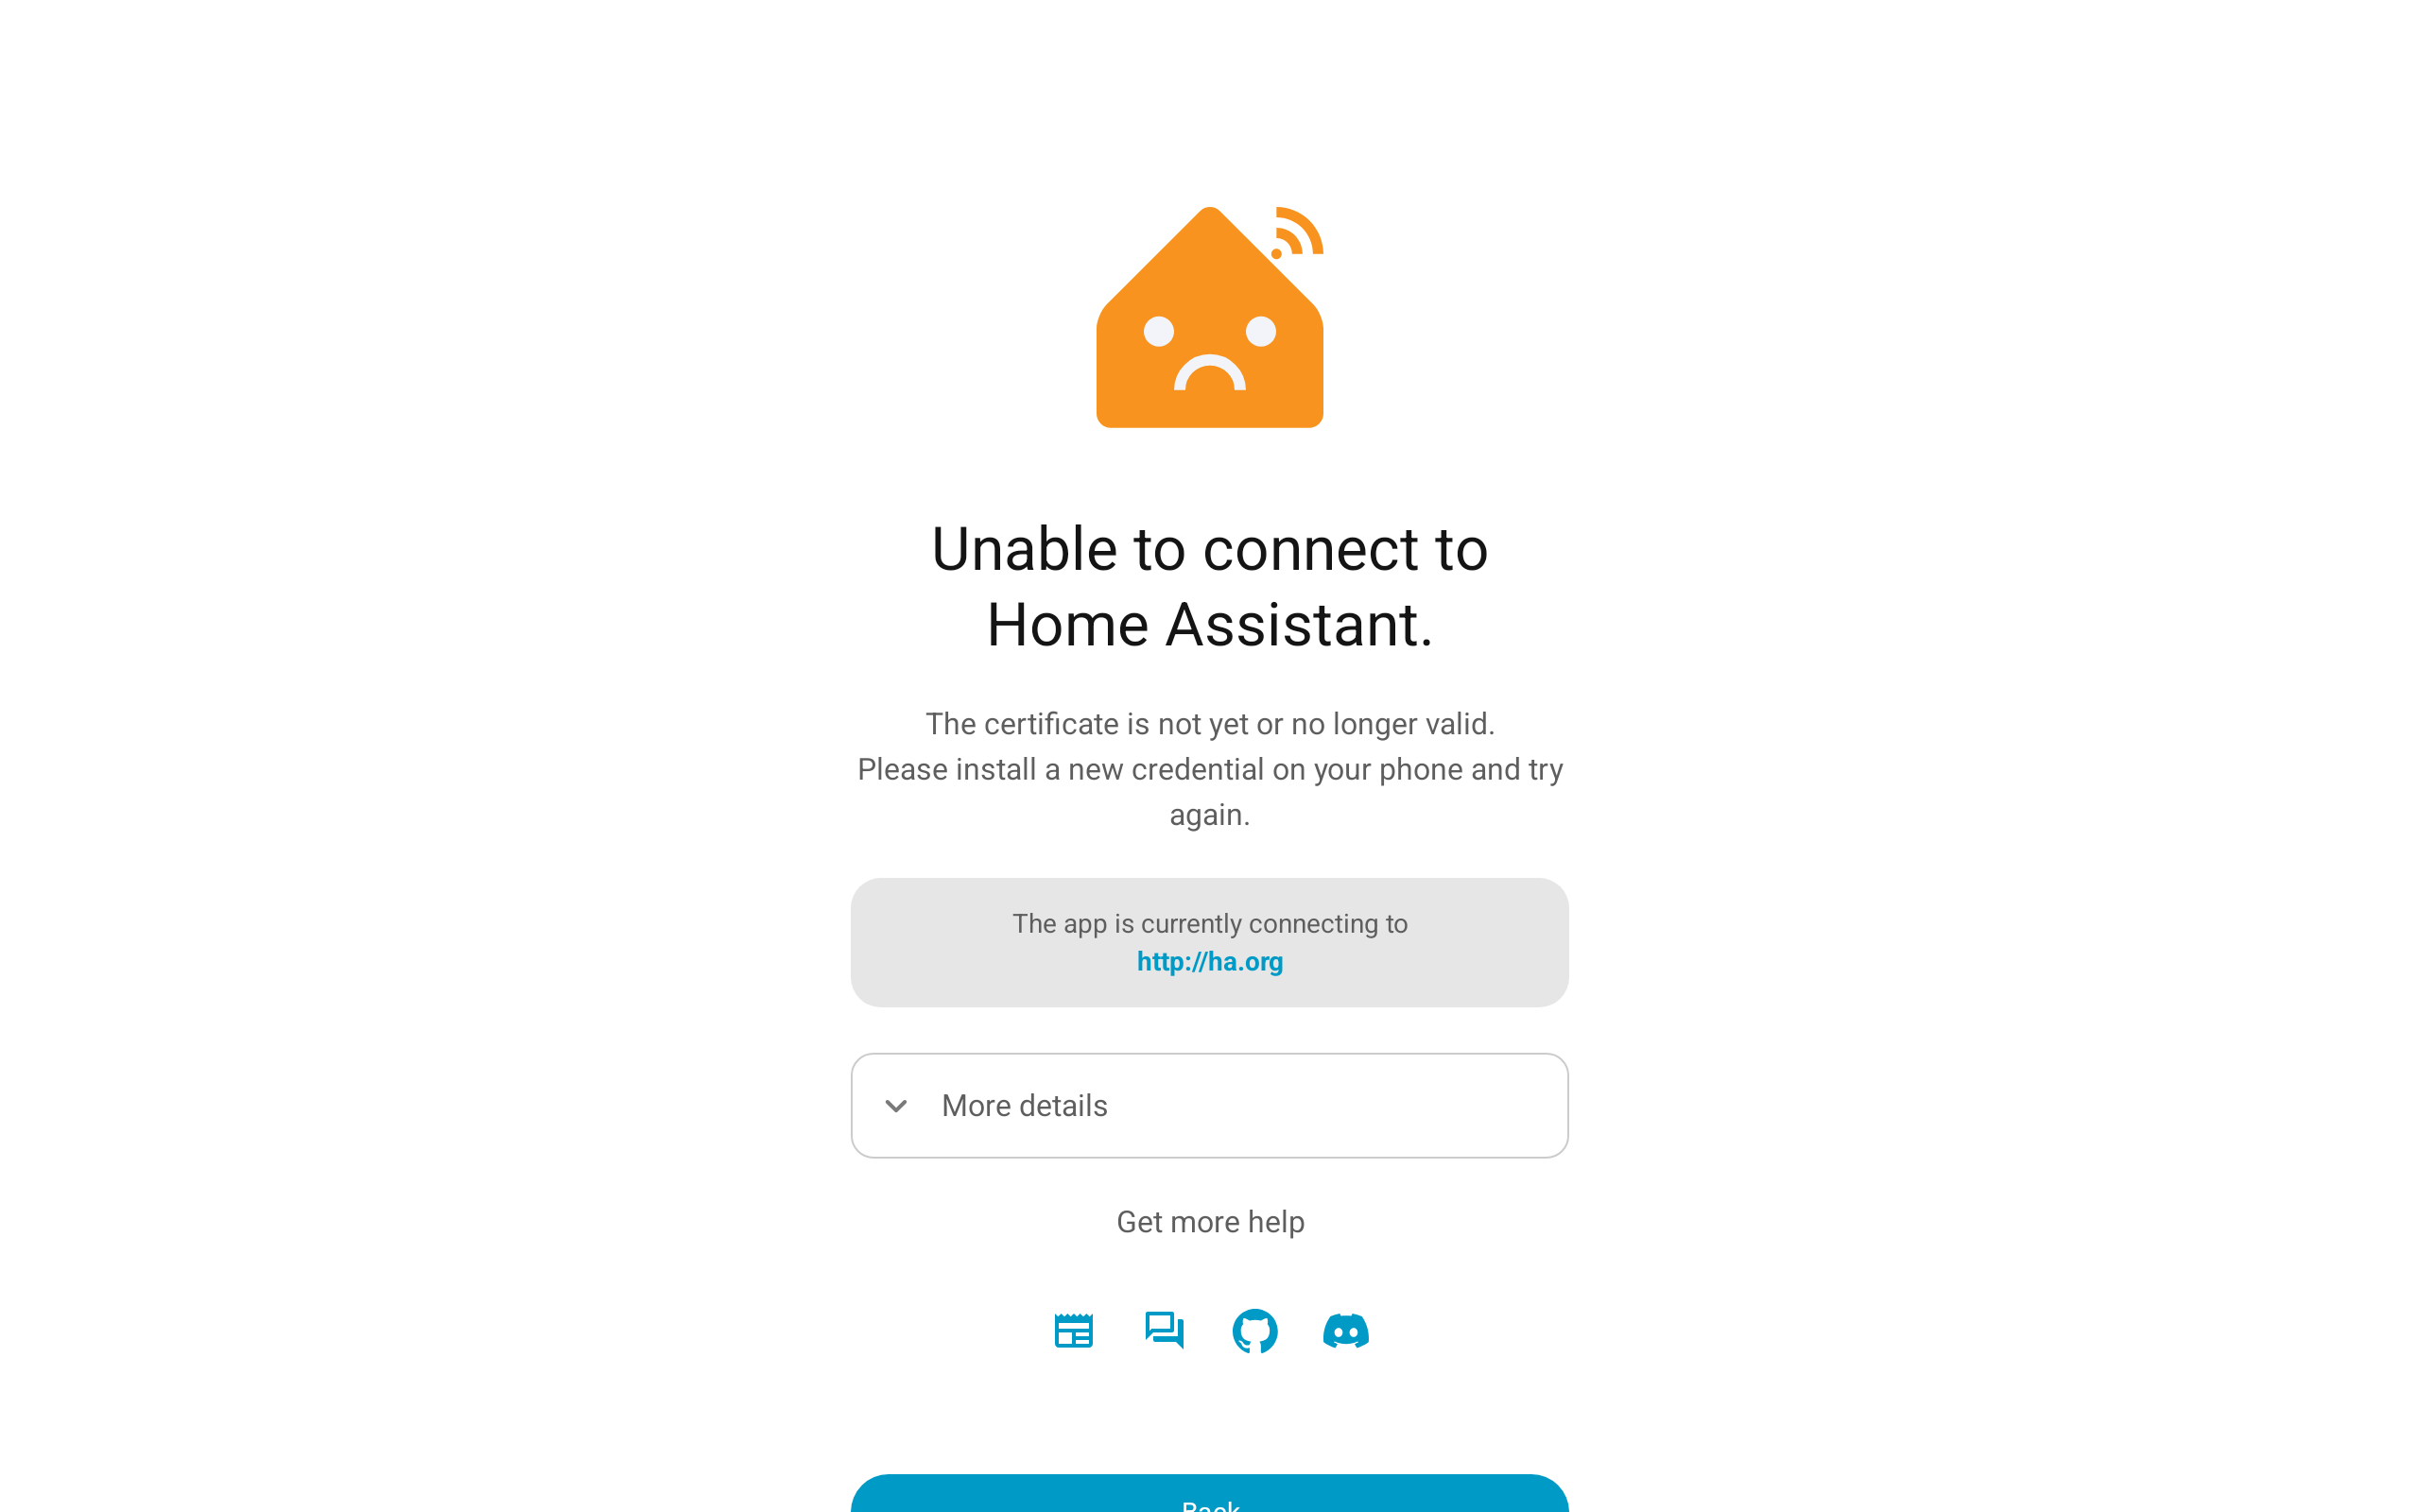 Unable to connect to
Home Assistant.
The certificate is not yet or no longer valid.
Please install a new credential on your phone and try
again.
The app is currently connecting to
http://ha.org
More details
Get more help
Back